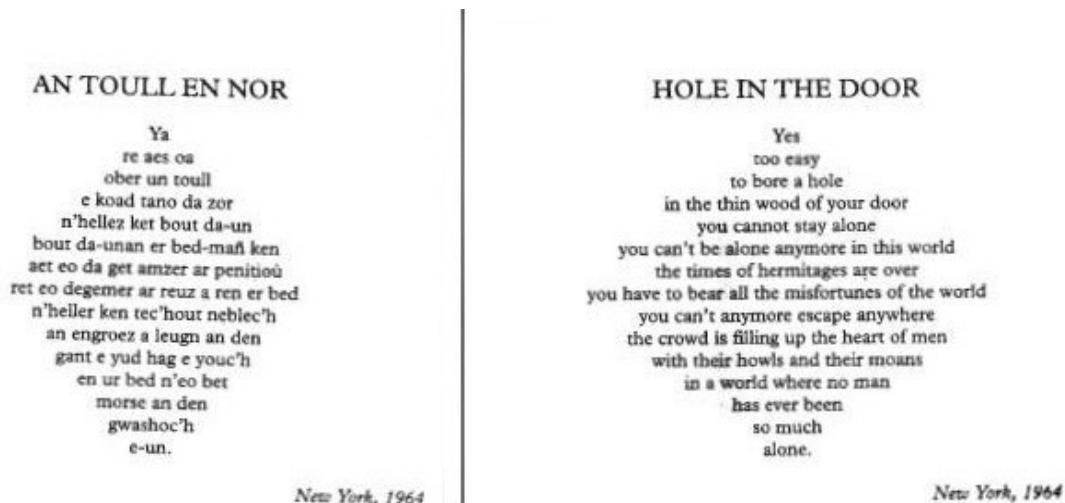 AN TOULL EN NOR
Ya
re aes oa
ober un toull
e koad tano da zor
n'hellez ket bout da-un
bout da-unan er bed-mañ ken
aet eo da get amzer ar penitioù
ret eo degemer ar reuz a ren er bed
n'heller ken tec'hout neblec'h
an engroez a leugn an den
gant e yud hag e youc'h
en ur bed n'eo bet
morse an den
gwashoc'h
e-un.
New York, 1964
HOLE IN THE DOOR
Yes
too easy
to bore a hole
in the thin wood of your door
you cannot stay alone
you can't be alone anymore in this world
the times of hermitages are over
you have to bear all the misfortunes of the world
you can't anymore escape anywhere
the crowd is filling up the heart of men
with their howls and their moans
in a world where no man
has ever been
so much
alone.
New York, 1964